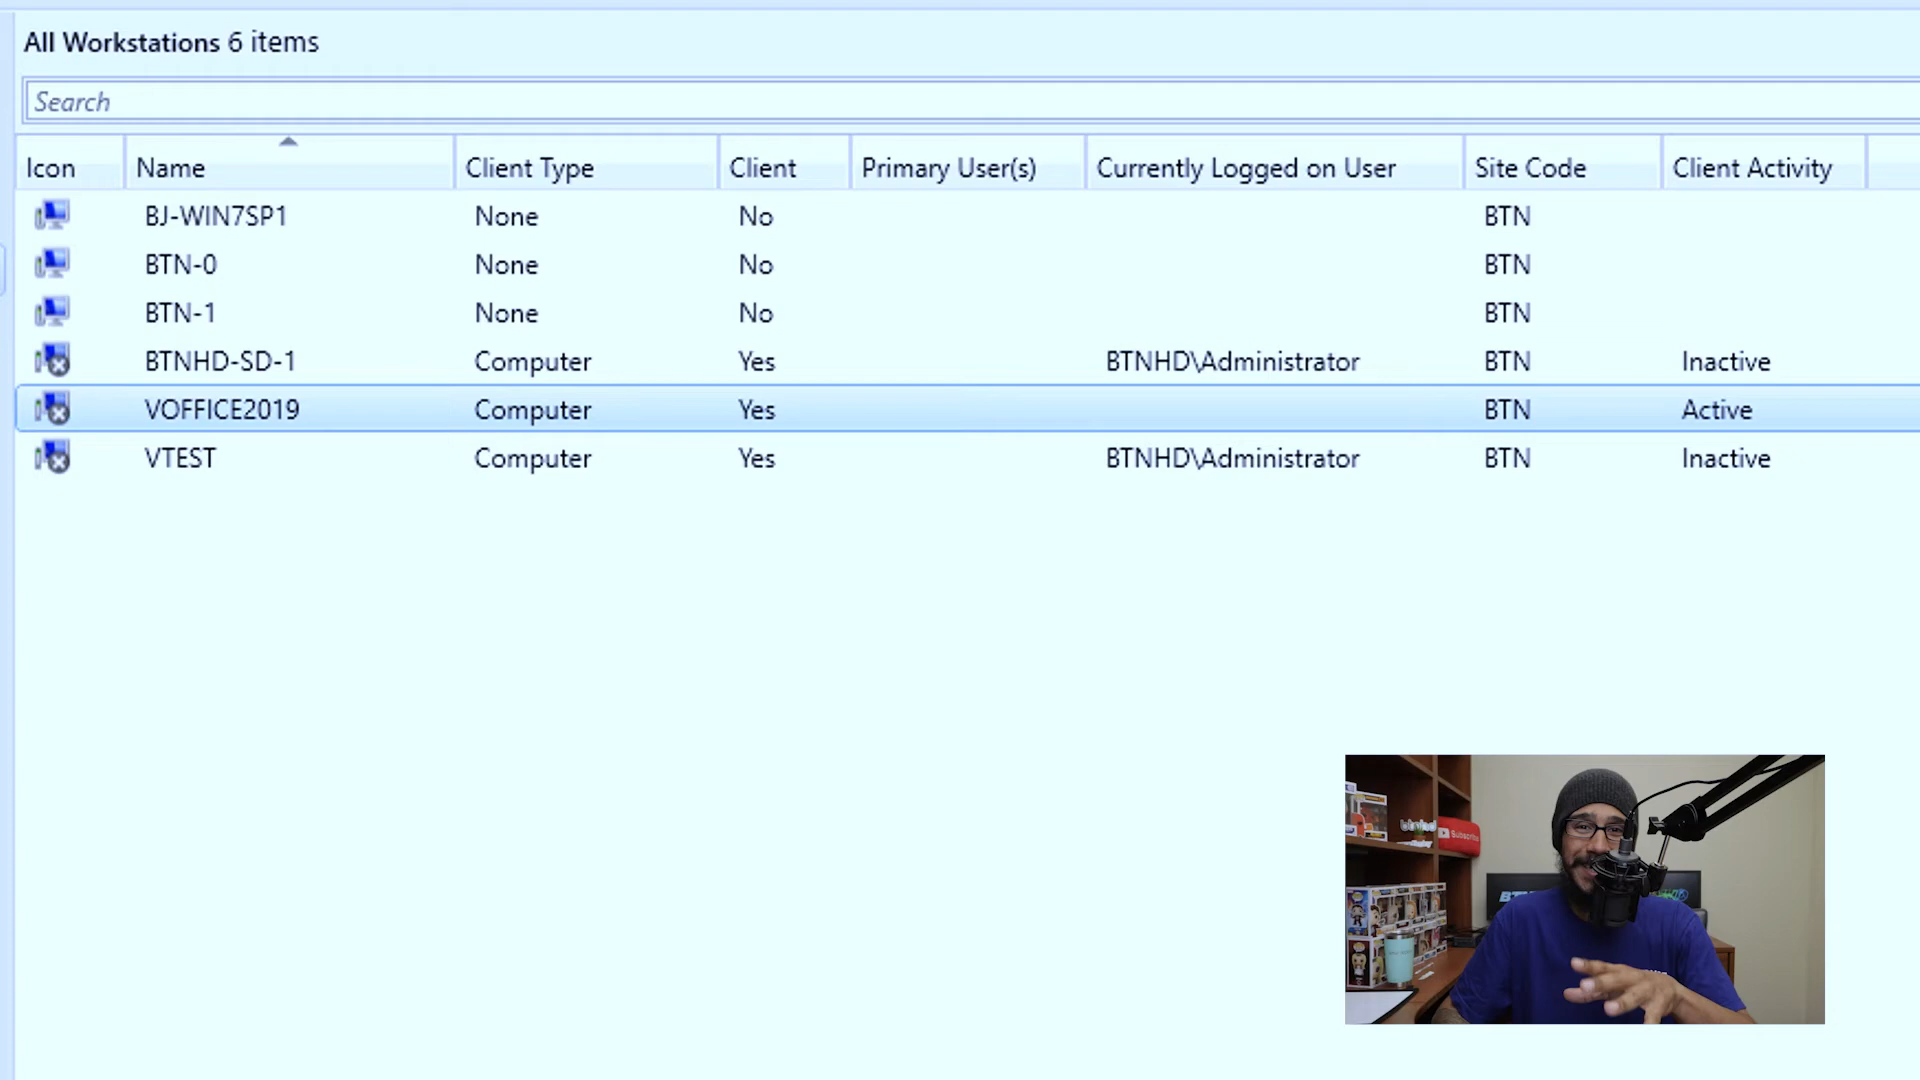 All Workstations 6 items
Search
Icon Name Client Type Client Primary User(s) Currently Logged on User Site Code Client Activity
BJ-WIN7SP1 None No BTN
BTN-0 None No BTN
BTN-1 None No BTN
BTNHD-SD-1 Computer Yes BTNHD\Administrator BTN Inactive
VOFFICE2019 Computer Yes BTN Active
VTEST Computer Yes BTNHD\Administrator BTN Inactive
Subscribe